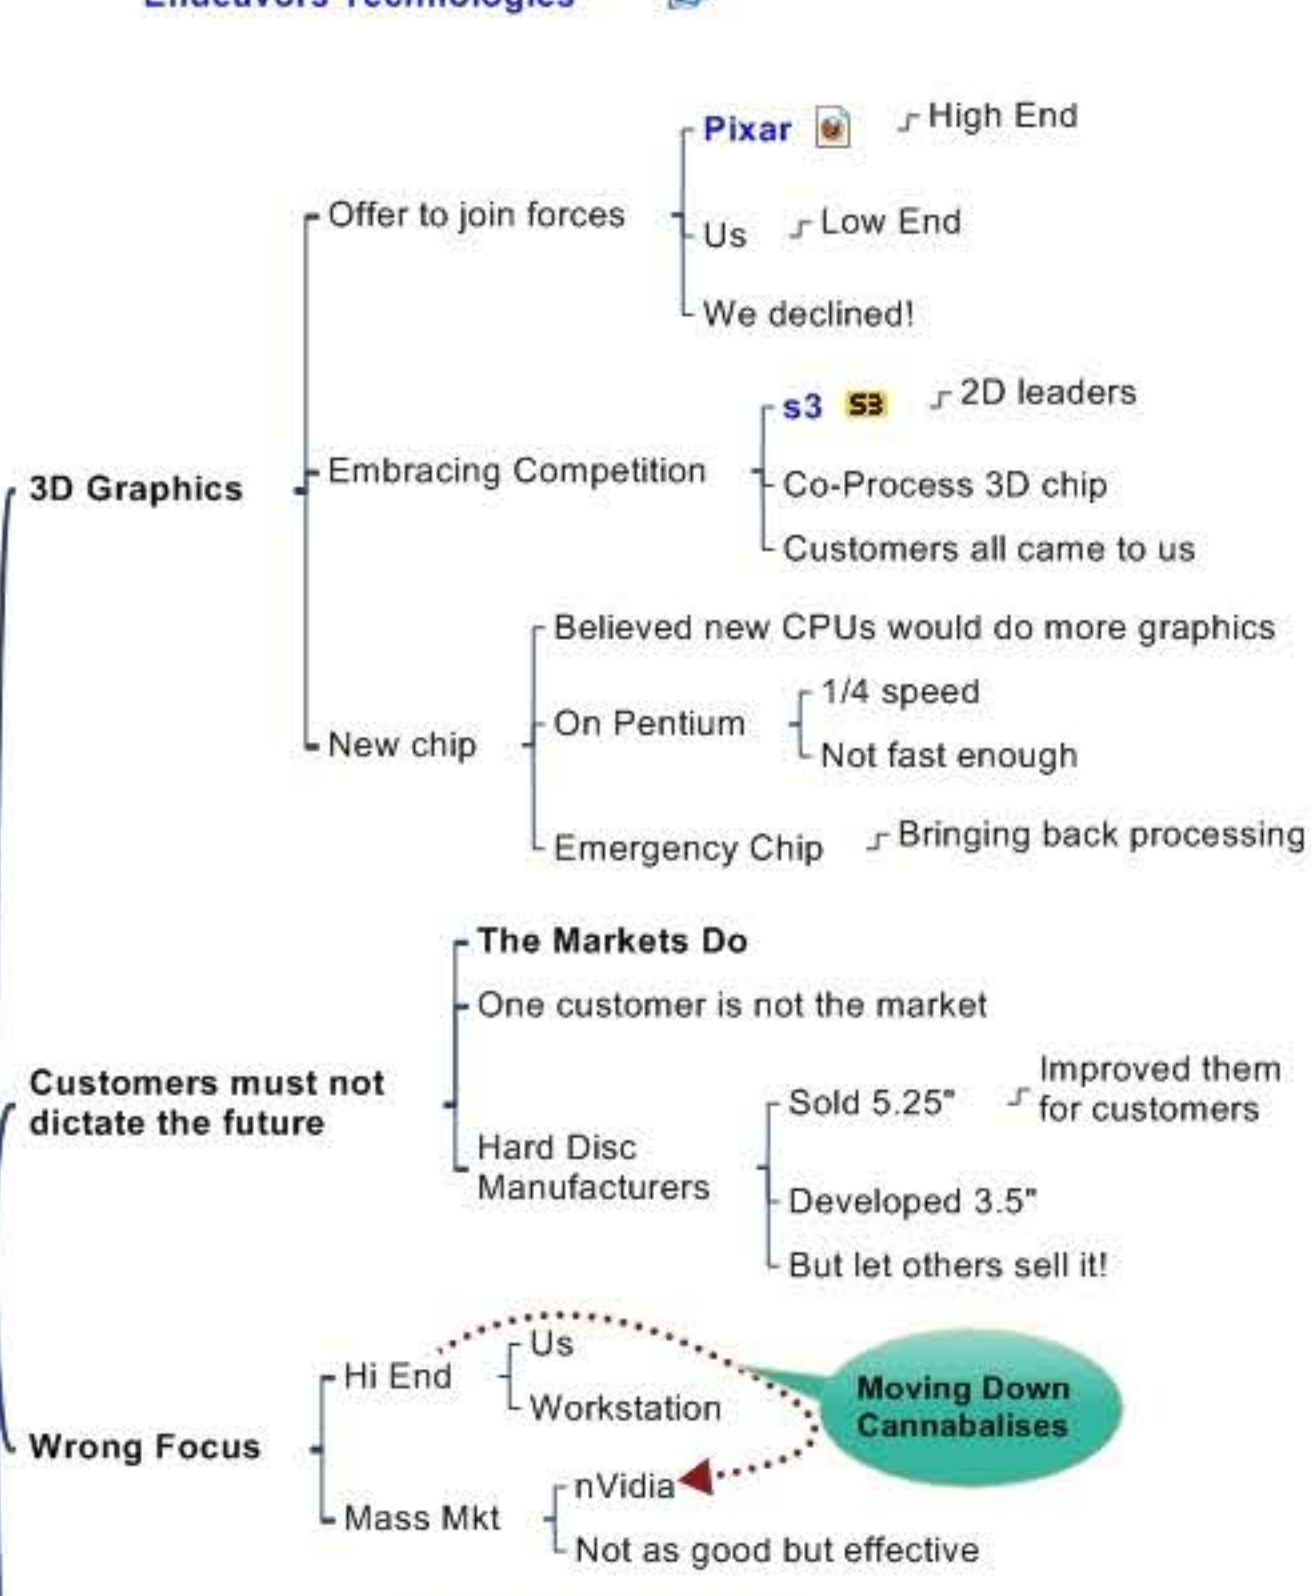 Endeavors Technologies
Pixar
High End
Offer to join forces
Us
Low End
We declined!
s3
S3
2D leaders
3D Graphics
Embracing Competition
Co-Process 3D chip
Customers all came to us
Believed new CPUs would do more graphics
1/4 speed
On Pentium
Not fast enough
New chip
Emergency Chip
Bringing back processing
The Markets Do
One customer is not the market
Customers must not
dictate the future
Improved them
for customers
Sold 5.25"
Hard Disc
Manufacturers
Developed 3.5"
But let others sell it!
Us
Hi End
Workstation
Moving Down
Cannabalises
Wrong Focus
nVidia
Mass Mkt
Not as good but effective